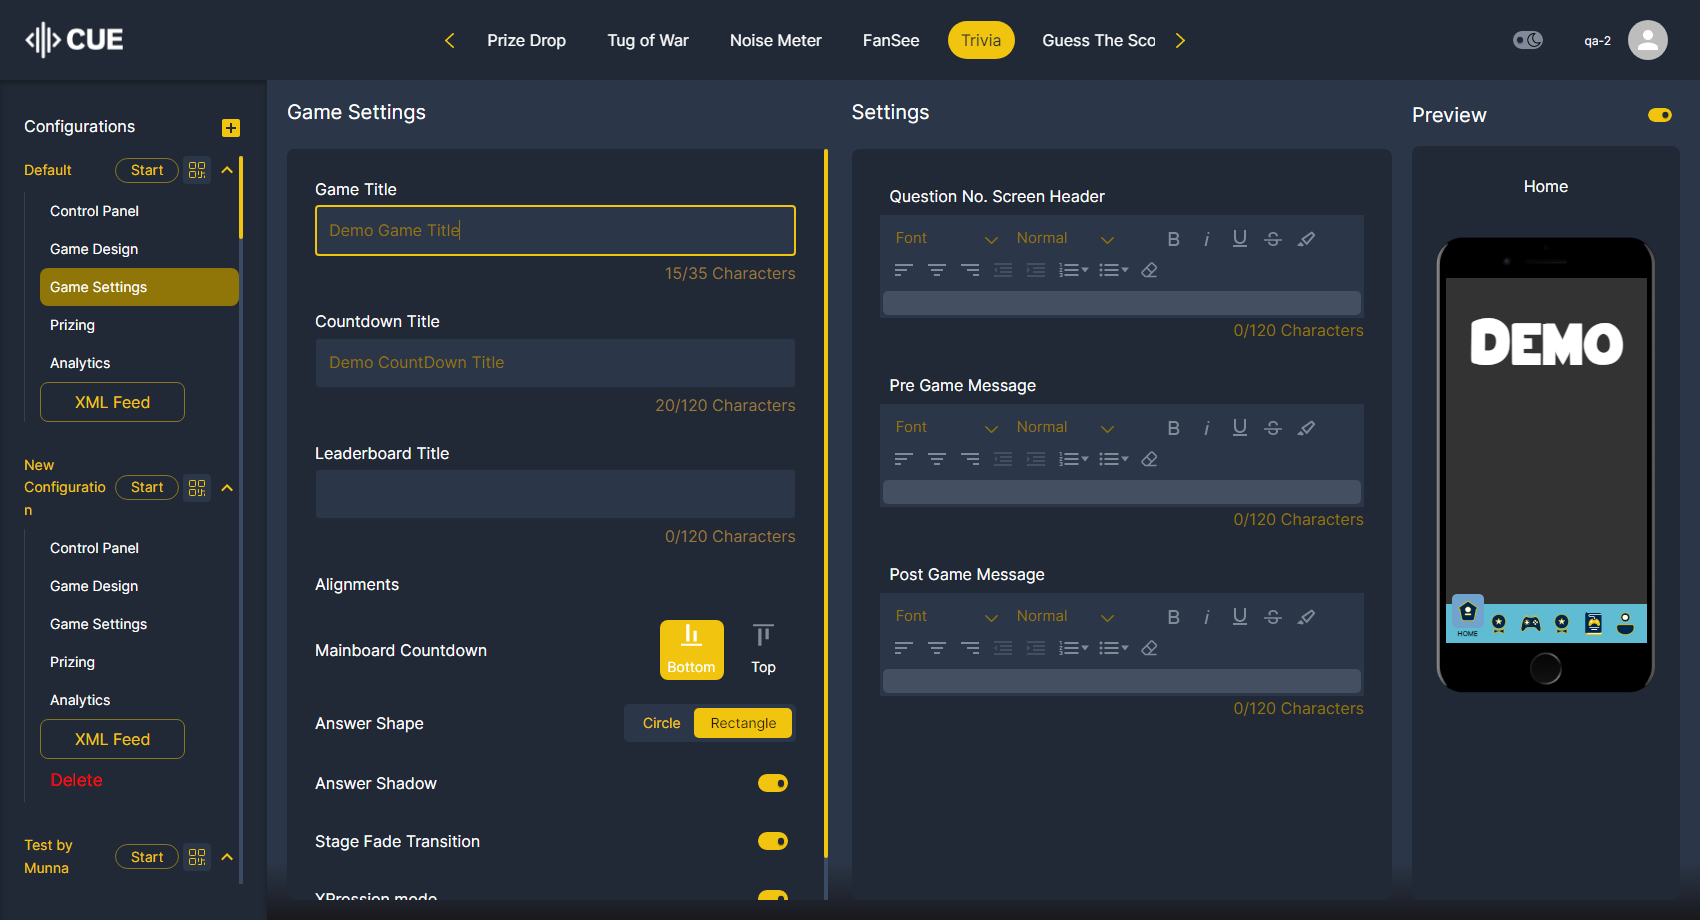 CUE
Prize Drop
Tug of War
Noise Meter
FanSee
Trivia
Guess The Sco
qa-2
Configurations
Default
Start
Control Panel
Game Design
Game Settings
Prizing
Analytics
XML Feed
New
Configuratio
n
Start
Control Panel
Game Design
Game Settings
Prizing
Analytics
XML Feed
Delete
Test by
Munna
Start
Game Settings
Game Title
Demo Game Title
15/35 Characters
Countdown Title
Demo CountDown Title
20/120 Characters
Leaderboard Title
0/120 Characters
Alignments
Mainboard Countdown
Bottom
Top
Answer Shape
Circle
Rectangle
Answer Shadow
Stage Fade Transition
XPression mode
Settings
Question No. Screen Header
Font
Normal
0/120 Characters
Pre Game Message
Font
Normal
0/120 Characters
Post Game Message
Font
Normal
0/120 Characters
Preview
Home
DEMO
HOME